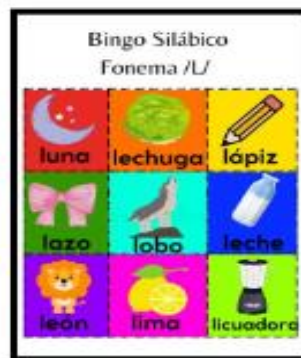 Bingo Silábico
Fonema /L/
luna lechuga lápiz
lazo lobo leche
león lima licuadora